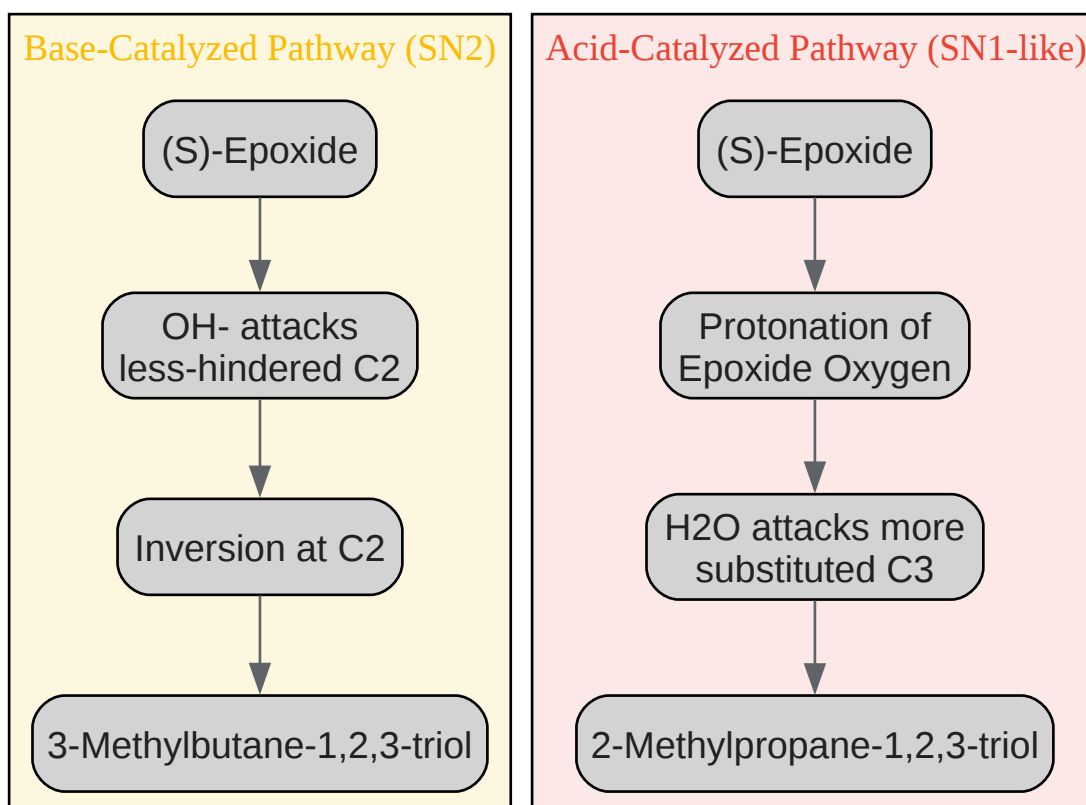 Base-Catalyzed Pathway (SN2)
(S)-Epoxide
OH- attacks
less-hindered C2
Inversion at C2
3-Methylbutane-1,2,3-triol
Acid-Catalyzed Pathway (SN1-like)
(S)-Epoxide
Protonation of
Epoxide Oxygen
H2O attacks more
substituted C3
2-Methylpropane-1,2,3-triol